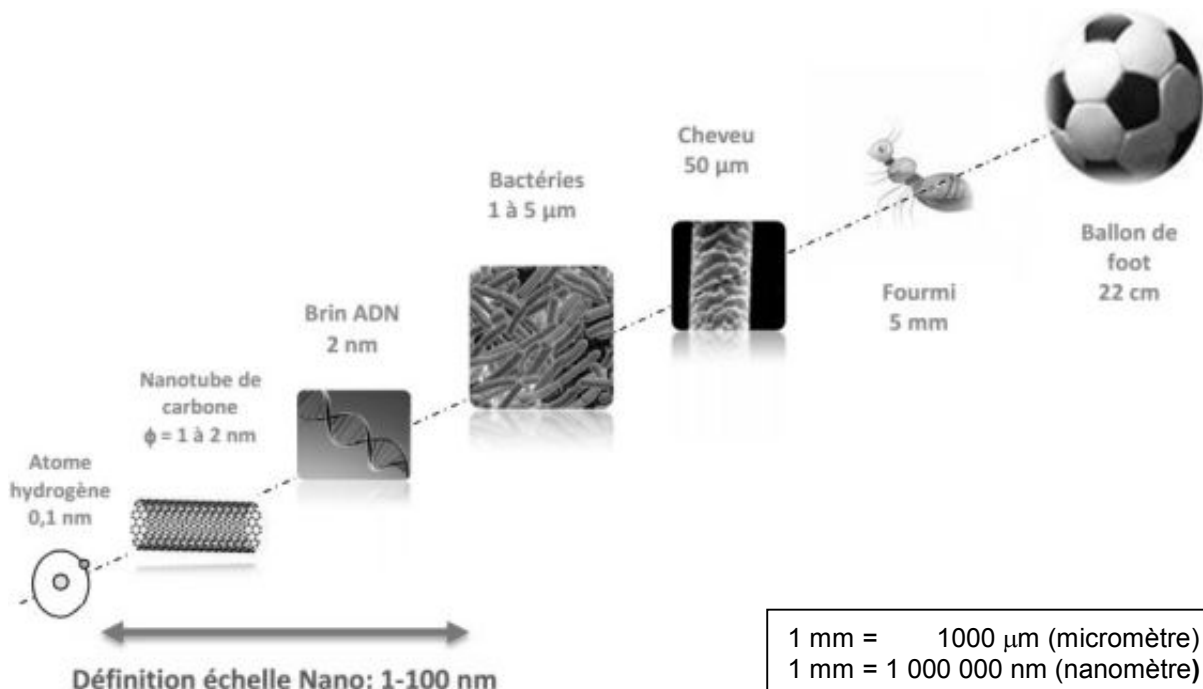 Atome
hydrogène
0,1 nm
Nanotube de
carbone
ϕ = 1 à 2 nm
Brin ADN
2 nm
Bactéries
1 à 5 µm
Cheveu
50 µm
Fourmi
5 mm
Ballon de
foot
22 cm
Définition échelle Nano: 1-100 nm
1 mm = 1000 µm (micromètre)
1 mm = 1 000 000 nm (nanomètre)